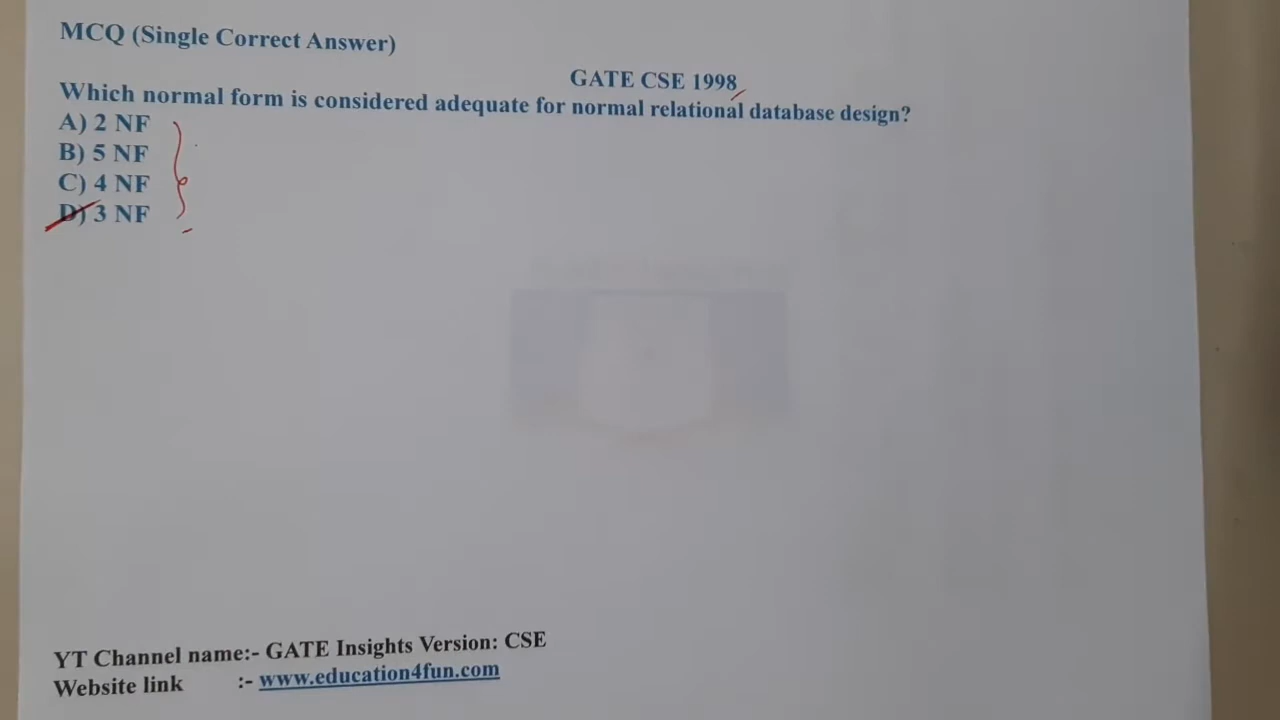 MCQ (Single Correct Answer)
GATE CSE 1998
Which normal form is considered adequate for normal relational database design?
A) 2 NF
B) 5 NF
C) 4 NF
D) 3 NF
YT Channel name:- GATE Insights Version: CSE
Website link :- www.education4fun.com